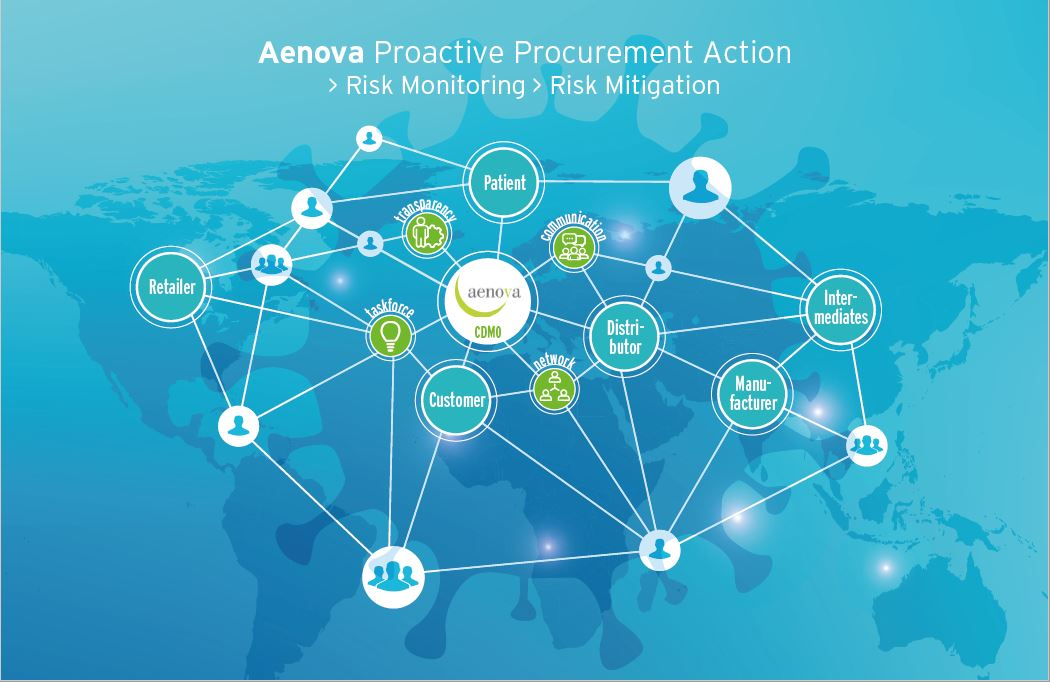 Aenova Proactive Procurement Action
> Risk Monitoring > Risk Mitigation
Patient
transparency
communication
Retailer
aenova
CDMO
Inter-
mediates
taskforce
Distri-
butor
network
Customer
Manu-
facturer